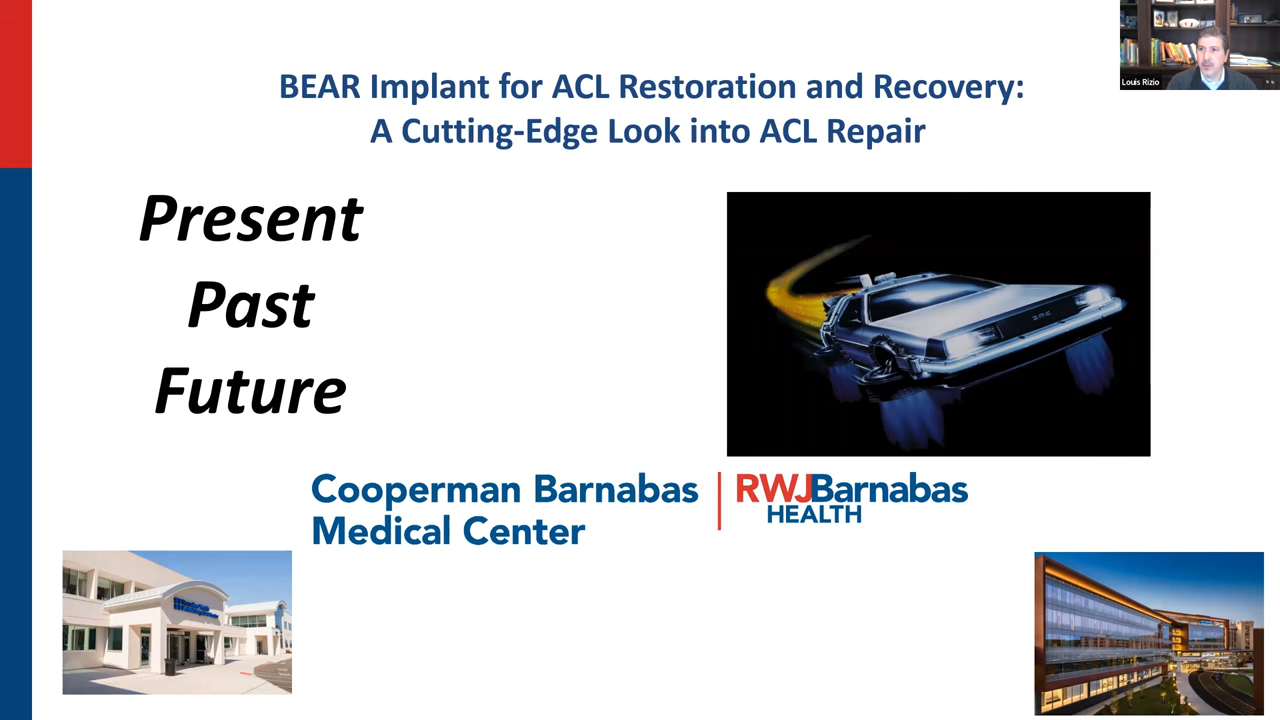 BEAR Implant for ACL Restoration and Recovery:
A Cutting-Edge Look into ACL Repair
Louis Rizio
Present
Past
Future
DMC
Cooperman Barnabas
Medical Center
RWJBarnabas
HEALTH